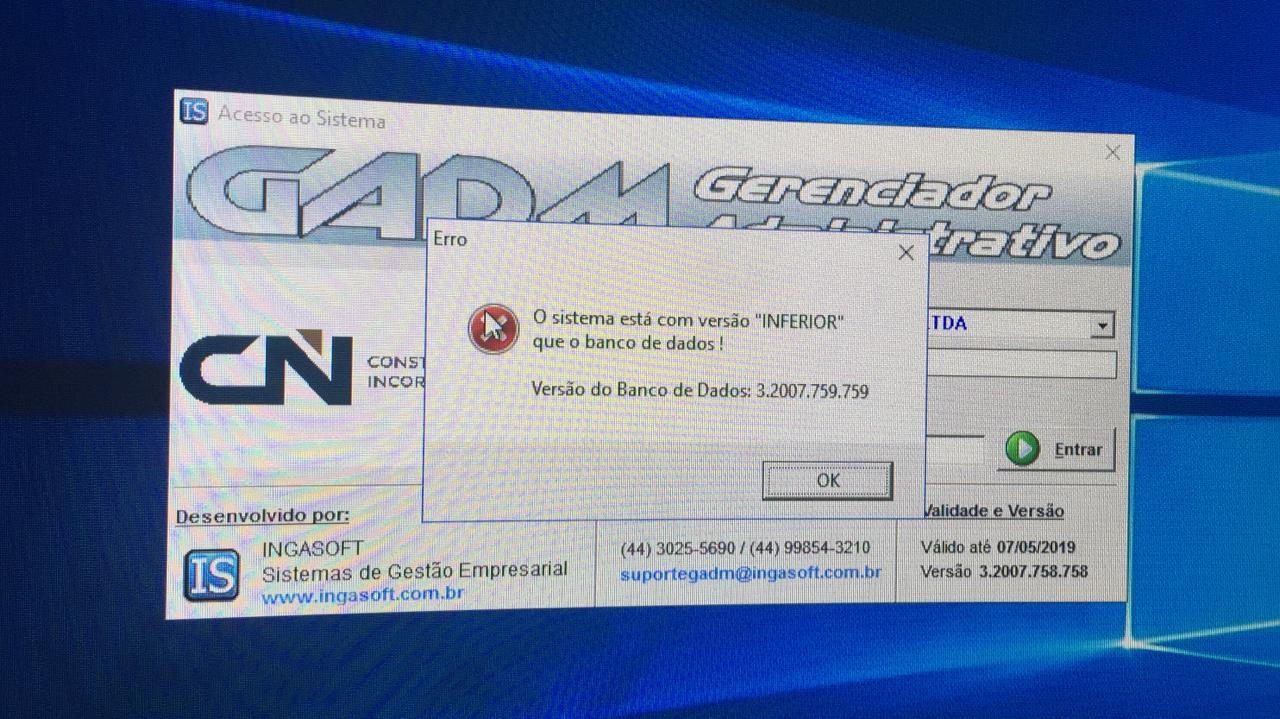 IS Acesso ao Sistema
GADM Gerenciador
Administrativo
Erro
O sistema está com versão "INFERIOR"
que o banco de dados !
Versão do Banco de Dados: 3.2007.759.759
OK
CN
CONST
INCOR
TDA
Entrar
Desenvolvido por:
IS
INGASOFT
Sistemas de Gestão Empresarial
www.ingasoft.com.br
(44) 3025-5690 / (44) 99854-3210
suportegadm@ingasoft.com.br
Validade e Versão
Válido até 07/05/2019
Versão 3.2007.758.758